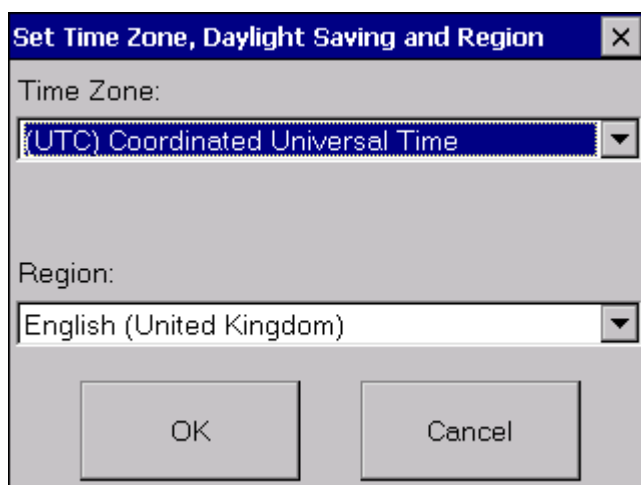 Set Time Zone, Daylight Saving and Region
Time Zone:
(UTC) Coordinated Universal Time
Region:
English (United Kingdom)
OK
Cancel